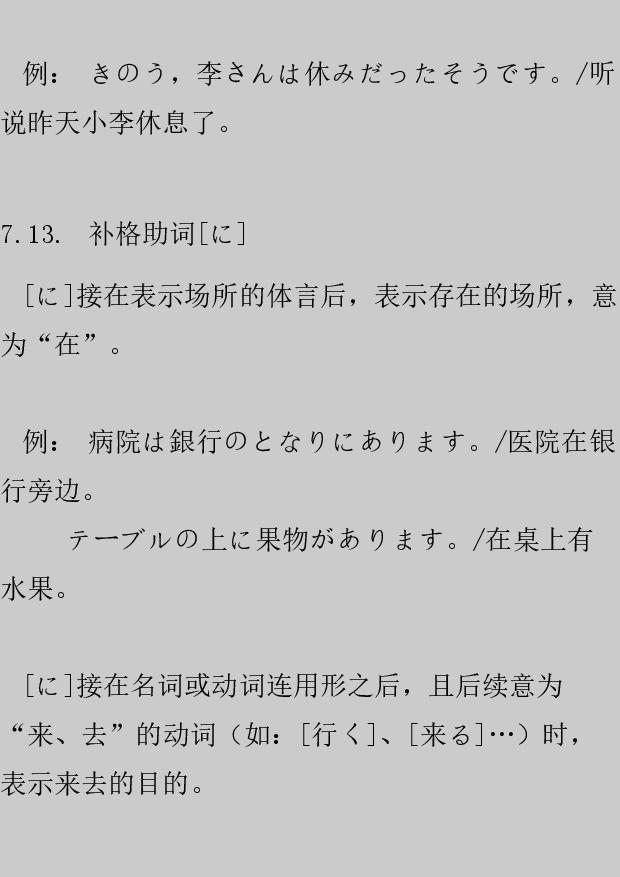 例： きのう，李さんは休みだったそうです。/听
说昨天小李休息了。
7.13. 补格助词[に]
[に]接在表示场所的体言后，表示存在的场所，意
为“在”。
例： 病院は銀行のとなりにあります。/医院在银
行旁边。
テーブルの上に果物があります。/在桌上有
水果。
[に]接在名词或动词连用形之后，且后续意为
“来、去”的动词（如：[行く]、[来る]…）时，
表示来去的目的。